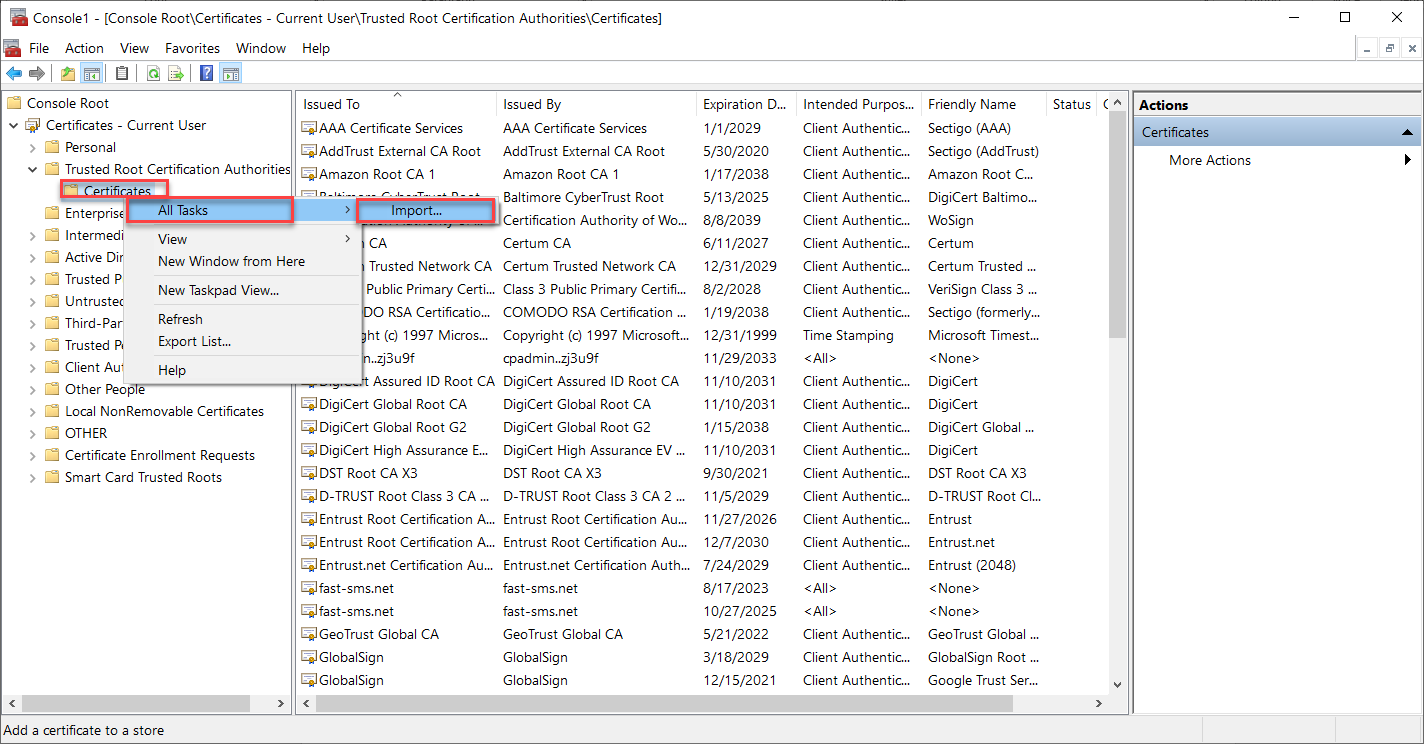 Console1 - [Console Root\Certificates - Current User\Trusted Root Certification Authorities\Certificates]
File Action View Favorites Window Help
Console Root
Certificates - Current User
Personal
Trusted Root Certification Authorities
Certificates
Enterprise
Intermedi
Active Dir
Trusted P
Untrusted
Third-Par
Trusted P
Client Aut
Other People
Local NonRemovable Certificates
OTHER
Certificate Enrollment Requests
Smart Card Trusted Roots
All Tasks
Import...
View
New Window from Here
New Taskpad View...
Refresh
Export List...
Help
Issued To Issued By Expiration D... Intended Purpos... Friendly Name Status
AAA Certificate Services AAA Certificate Services 1/1/2029 Client Authentic... Sectigo (AAA)
AddTrust External CA Root AddTrust External CA Root 5/30/2020 Client Authentic... Sectigo (AddTrust)
Amazon Root CA 1 Amazon Root CA 1 1/17/2038 Client Authentic... Amazon Root C...
Baltimore CyberTrust Root Baltimore CyberTrust Root 5/13/2025 Client Authentic... DigiCert Baltimo...
Certification Authority of Wo... 8/8/2039 Client Authentic... WoSign
CA Certum CA 6/11/2027 Client Authentic... Certum
Trusted Network CA Certum Trusted Network CA 12/31/2029 Client Authentic... Certum Trusted ...
Public Primary Certi... Class 3 Public Primary Certif... 8/2/2028 Client Authentic... VeriSign Class 3 ...
OMODO RSA Certificatio... COMODO RSA Certification ... 1/19/2038 Client Authentic... Sectigo (formerly...
ght (c) 1997 Micros... Copyright (c) 1997 Microsoft... 12/31/1999 Time Stamping Microsoft Timest...
min..zj3u9f cpadmin..zj3u9f 11/29/2033 <All> <None>
DigiCert Assured ID Root CA DigiCert Assured ID Root CA 11/10/2031 Client Authentic... DigiCert
DigiCert Global Root CA DigiCert Global Root CA 11/10/2031 Client Authentic... DigiCert
DigiCert Global Root G2 DigiCert Global Root G2 1/15/2038 Client Authentic... DigiCert Global ...
DigiCert High Assurance E... DigiCert High Assurance EV ... 11/10/2031 Client Authentic... DigiCert
DST Root CA X3 DST Root CA X3 9/30/2021 Client Authentic... DST Root CA X3
D-TRUST Root Class 3 CA ... D-TRUST Root Class 3 CA 2 ... 11/5/2029 Client Authentic... D-TRUST Root Cl...
Entrust Root Certification A... Entrust Root Certification Au... 11/27/2026 Client Authentic... Entrust
Entrust Root Certification A... Entrust Root Certification Au... 12/7/2030 Client Authentic... Entrust.net
Entrust.net Certification Au... Entrust.net Certification Auth... 7/24/2029 Client Authentic... Entrust (2048)
fast-sms.net fast-sms.net 8/17/2023 <All> <None>
fast-sms.net fast-sms.net 10/27/2025 <All> <None>
GeoTrust Global CA GeoTrust Global CA 5/21/2022 Client Authentic... GeoTrust Global ...
GlobalSign GlobalSign 3/18/2029 Client Authentic... GlobalSign Root ...
GlobalSign GlobalSign 12/15/2021 Client Authentic... Google Trust Ser...
Actions
Certificates
More Actions
Add a certificate to a store